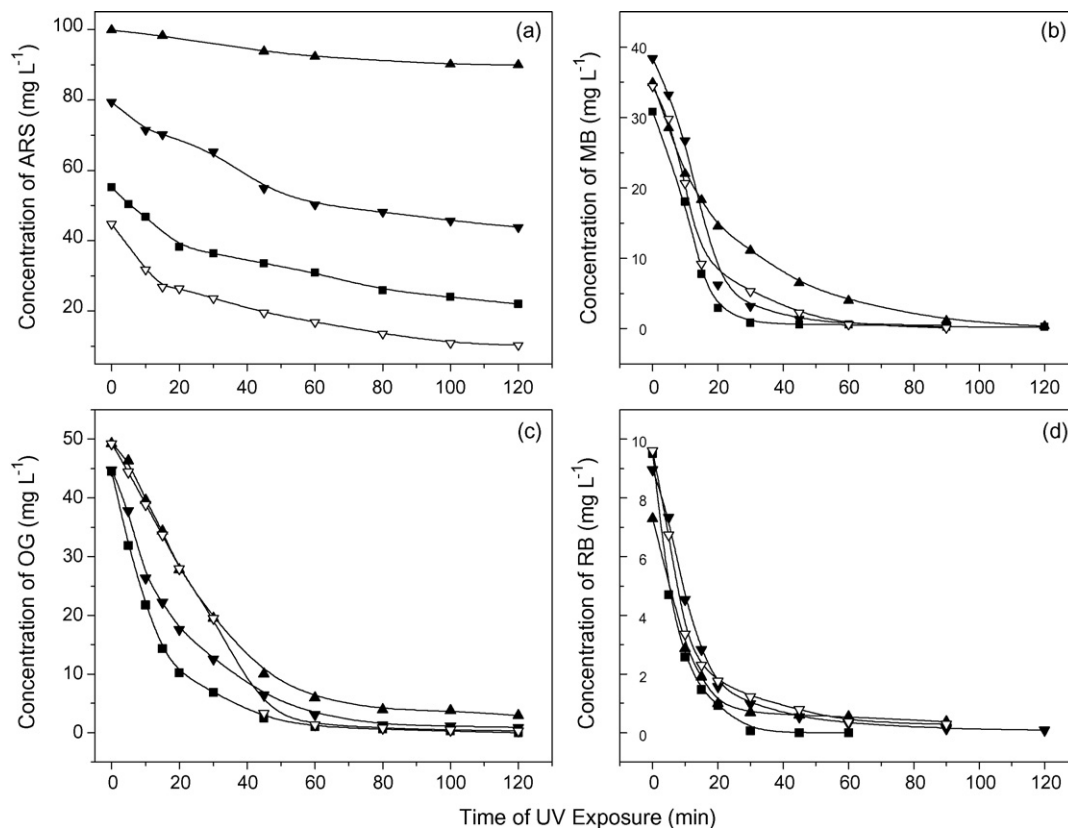 (a)
Concentration of ARS (mg L⁻¹)
100
80
60
40
20
0 20 40 60 80 100 120
(b)
Concentration of MB (mg L⁻¹)
40
30
20
10
0
0 20 40 60 80 100 120
(c)
Concentration of OG (mg L⁻¹)
50
40
30
20
10
0
0 20 40 60 80 100 120
(d)
Concentration of RB (mg L⁻¹)
10
8
6
4
2
0
0 20 40 60 80 100 120
Time of UV Exposure (min)